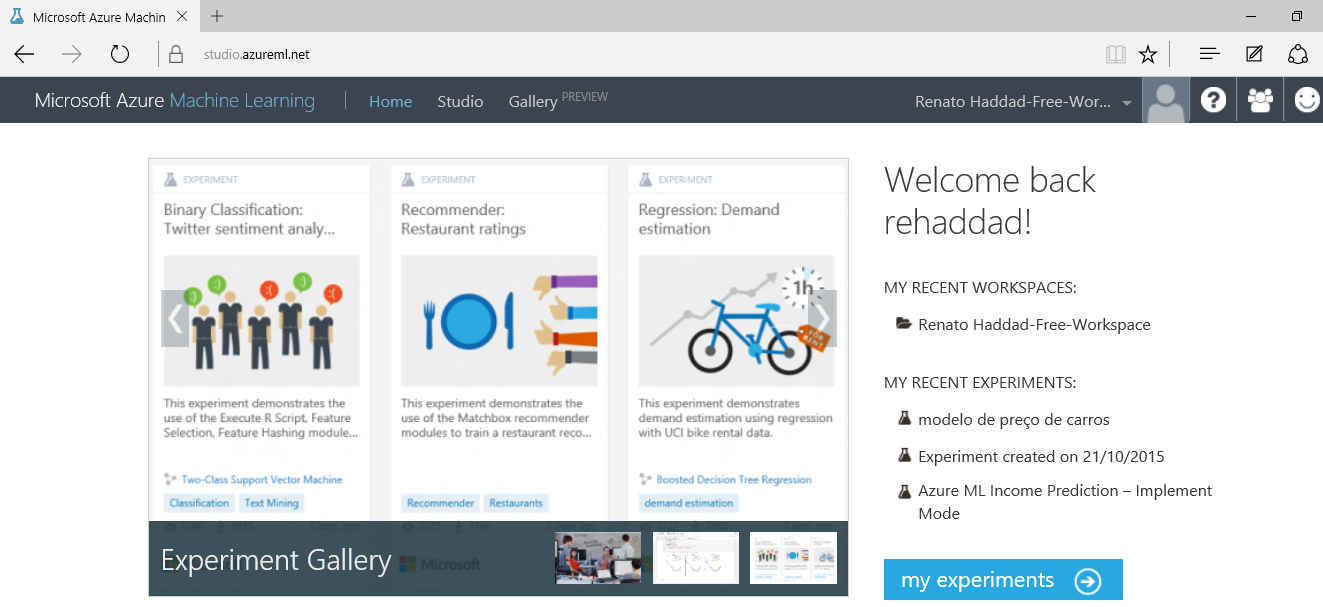 Microsoft Azure Machin
studio.azureml.net
Microsoft Azure Machine Learning
Home
Studio
Gallery PREVIEW
Renato Haddad-Free-Wor...
EXPERIMENT
Binary Classification:
Twitter sentiment analy...
This experiment demonstrates the
use of the Execute R Script, Feature
Selection, Feature Hashing module...
Two-Class Support Vector Machine
Classification
Text Mining
EXPERIMENT
Recommender:
Restaurant ratings
This experiment demonstrates the
use of the Matchbox recommender
modules to train a restaurant reco...
Recommender
Restaurants
EXPERIMENT
Regression: Demand
estimation
1h
FOR
RENT
This experiment demonstrates
demand estimation using regression
with UCI bike rental data.
Boosted Decision Tree Regression
demand estimation
Experiment Gallery
Microsoft
Welcome back
rehaddad!
MY RECENT WORKSPACES:
Renato Haddad-Free-Workspace
MY RECENT EXPERIMENTS:
modelo de preço de carros
Experiment created on 21/10/2015
Azure ML Income Prediction – Implement
Mode
my experiments